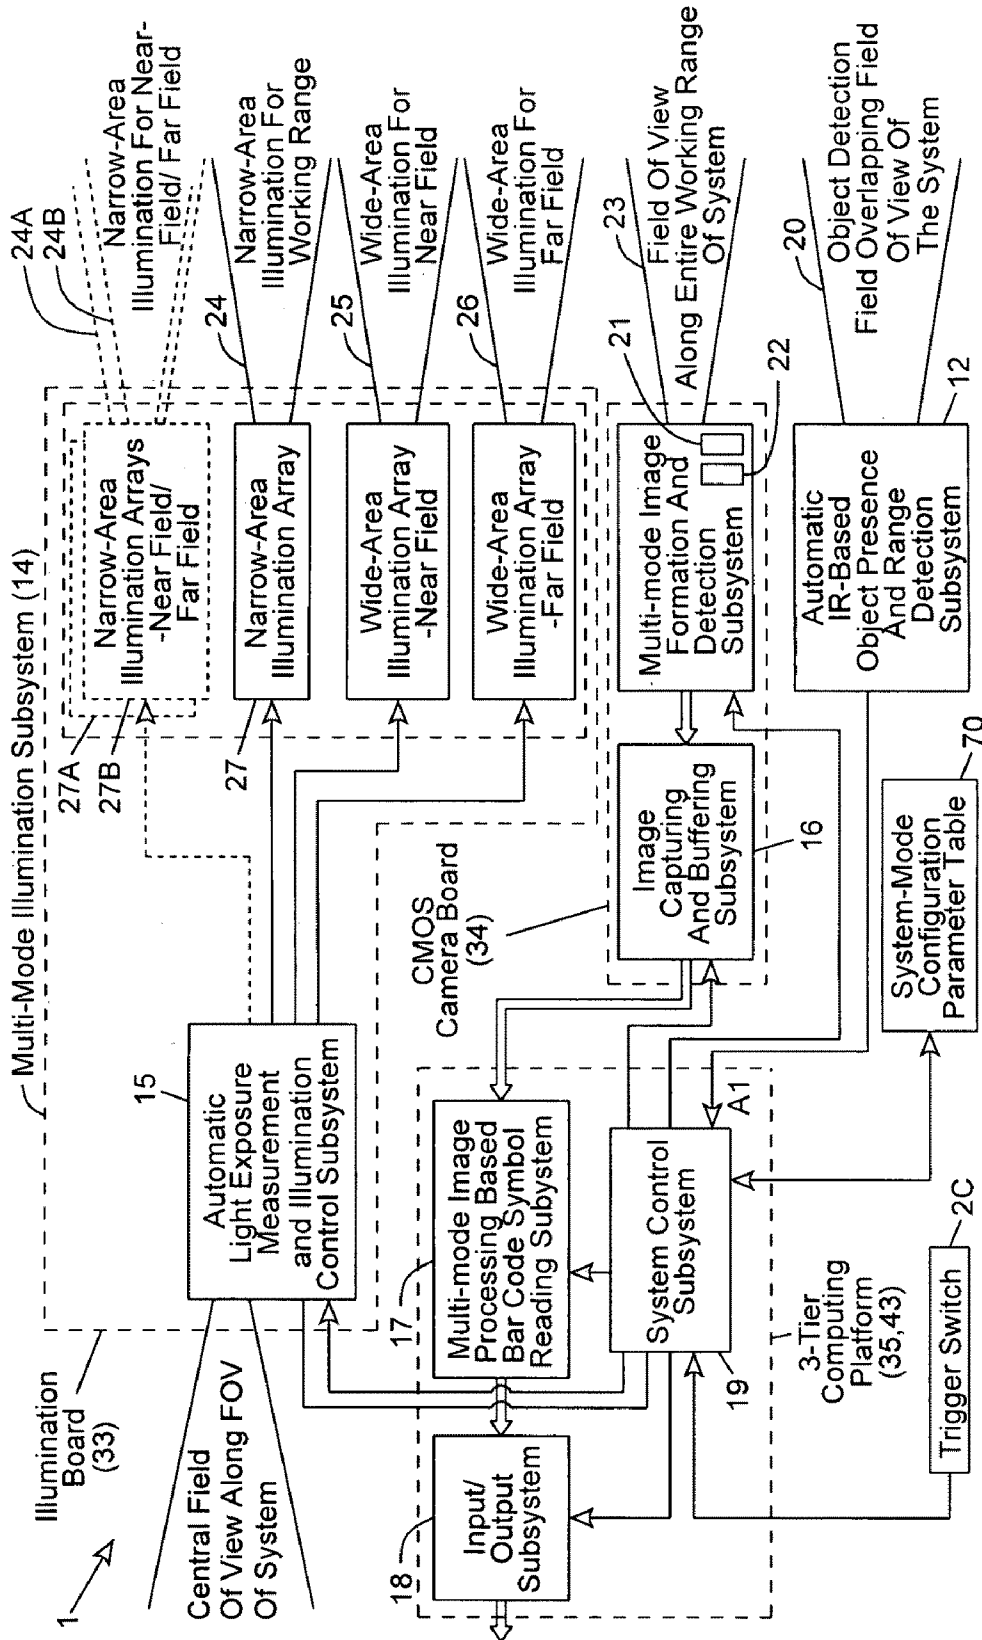 Multi-Mode Illumination Subsystem (14)
24A
24B
Narrow-Area
Illumination For Near-
Field/ Far Field
27A
27B
Narrow-Area
Illumination Arrays
-Near Field/
Far Field
Narrow-Area
Illumination For
Working Range
24
27
Narrow-Area
Illumination Array
Wide-Area
Illumination For
Near Field
25
Wide-Area
Illumination Array
-Near Field
Wide-Area
Illumination For
Far Field
26
Wide-Area
Illumination Array
-Far Field
15
Automatic
Light Exposure
Measurement
and Illumination
Control Subsystem
Illumination
Board
(33)
1
Central Field
Of View Along FOV
Of System
CMOS
Camera Board
(34)
23
Field Of View
Along Entire Working Range
Of System
21
22
Multi-mode Image
Formation And
Detection
Subsystem
Image
Capturing
And Buffering
Subsystem
16
20
Object Detection
Field Overlapping Field
Of View Of
The System
12
Automatic
IR-Based
Object Presence
And Range
Detection
Subsystem
17
Multi-mode Image
Processing Based
Bar Code Symbol
Reading Subystem
18
Input/
Output
Subsystem
System Control
Subsystem
19
A1
3-Tier
Computing
Platform
(35,43)
70
System-Mode
Configuration
Parameter Table
2C
Trigger Switch